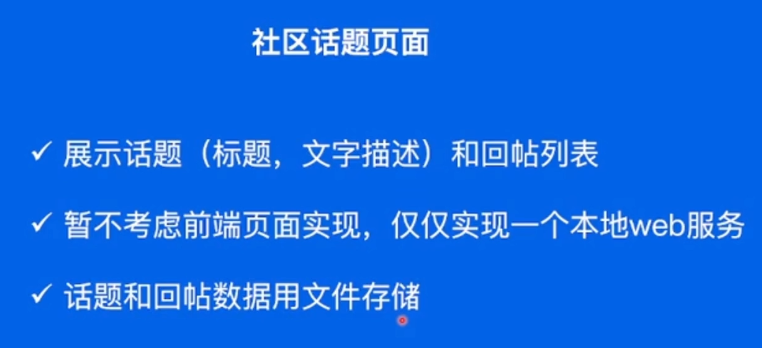 社区话题页面
✓ 展示话题（标题，文字描述）和回帖列表
✓ 暂不考虑前端页面实现，仅仅实现一个本地web服务
✓ 话题和回帖数据用文件存储